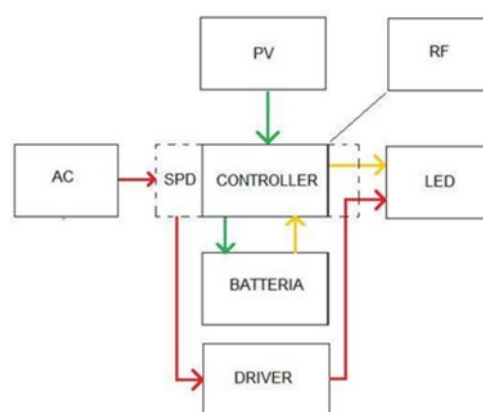 PV
RF
AC
SPD
CONTROLLER
LED
BATTERIA
DRIVER